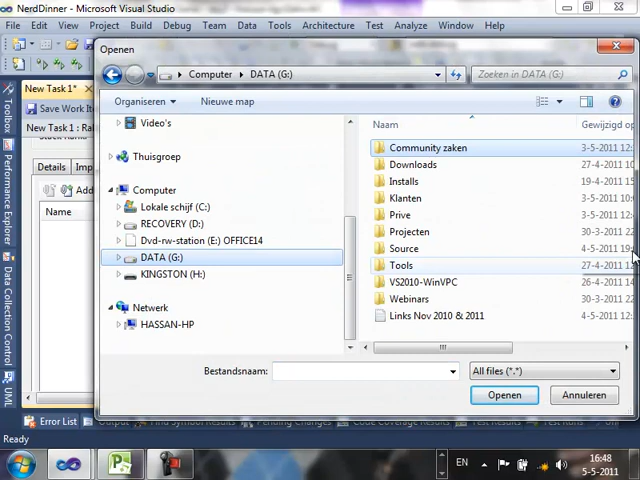 NerdDinner - Microsoft Visual Studio
File Edit View Project Build Debug Team Data Tools Architecture Test Analyze Window Help
New Task 1*
Save Work It
New Task 1 :
Details
Add
Name
Toolbox
Performance Explorer
Data Collection Control
UML
Openen
Computer DATA (G:)
Zoeken in DATA (G:)
Organiseren Nieuwe map
Video's
Thuisgroep
Computer
Lokale schijf (C:)
RECOVERY (D:)
Dvd-rw-station (E:) OFFICE14
DATA (G:)
KINGSTON (H:)
Netwerk
HASSAN-HP
Naam Gewijzigd o
Community zaken 3-5-2011 12:
Downloads 27-4-2011
Installs 19-4-2011
Klanten 3-5-2011 12:
Prive 3-5-2011 12:
Projecten 30-3-2011 22
Source 4-5-2011 19
Tools 27-4-2011 12
VS2010-WinVPC 26-4-2011
Webinars 30-3-2011 22
Links Nov 2010 & 2011 4-5-2011
Bestandsnaam: All files (*.*)
Openen Annuleren
Error List Output Find Symbol Results Pending Changes Code Coverage Results Test Results
Ready
EN 16:48
5-5-2011